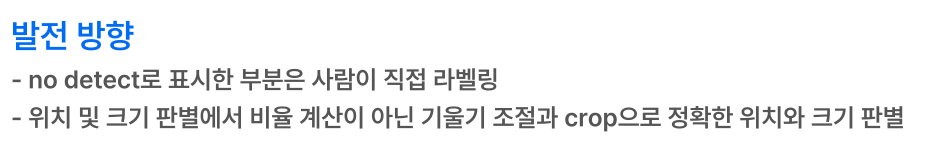 발전 방향
- no detect로 표시한 부분은 사람이 직접 라벨링
- 위치 및 크기 판별에서 비율 계산이 아닌 기울기 조절과 crop으로 정확한 위치와 크기 판별